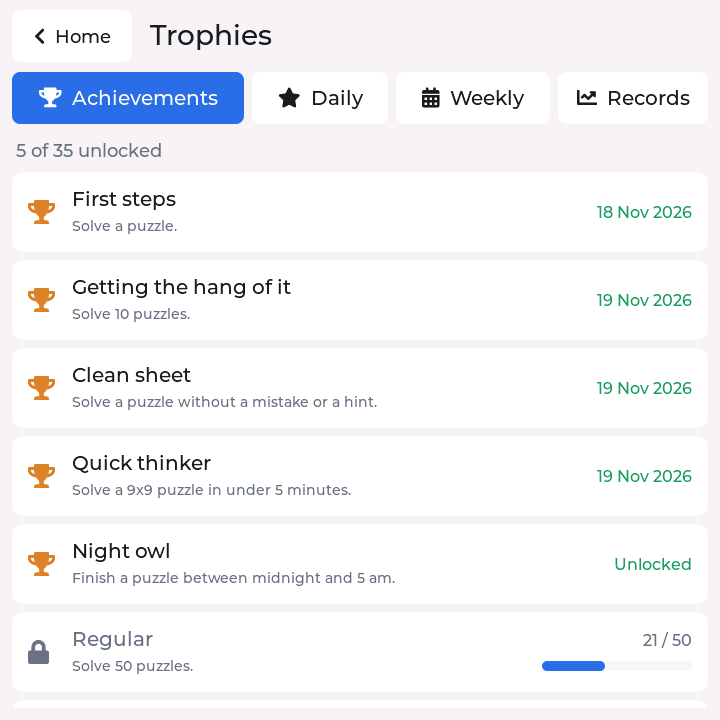 Home
Trophies
Achievements
Daily
Weekly
Records
5 of 35 unlocked
First steps
Solve a puzzle.
18 Nov 2026
Getting the hang of it
Solve 10 puzzles.
19 Nov 2026
Clean sheet
Solve a puzzle without a mistake or a hint.
19 Nov 2026
Quick thinker
Solve a 9x9 puzzle in under 5 minutes.
19 Nov 2026
Night owl
Finish a puzzle between midnight and 5 am.
Unlocked
Regular
Solve 50 puzzles.
21 / 50